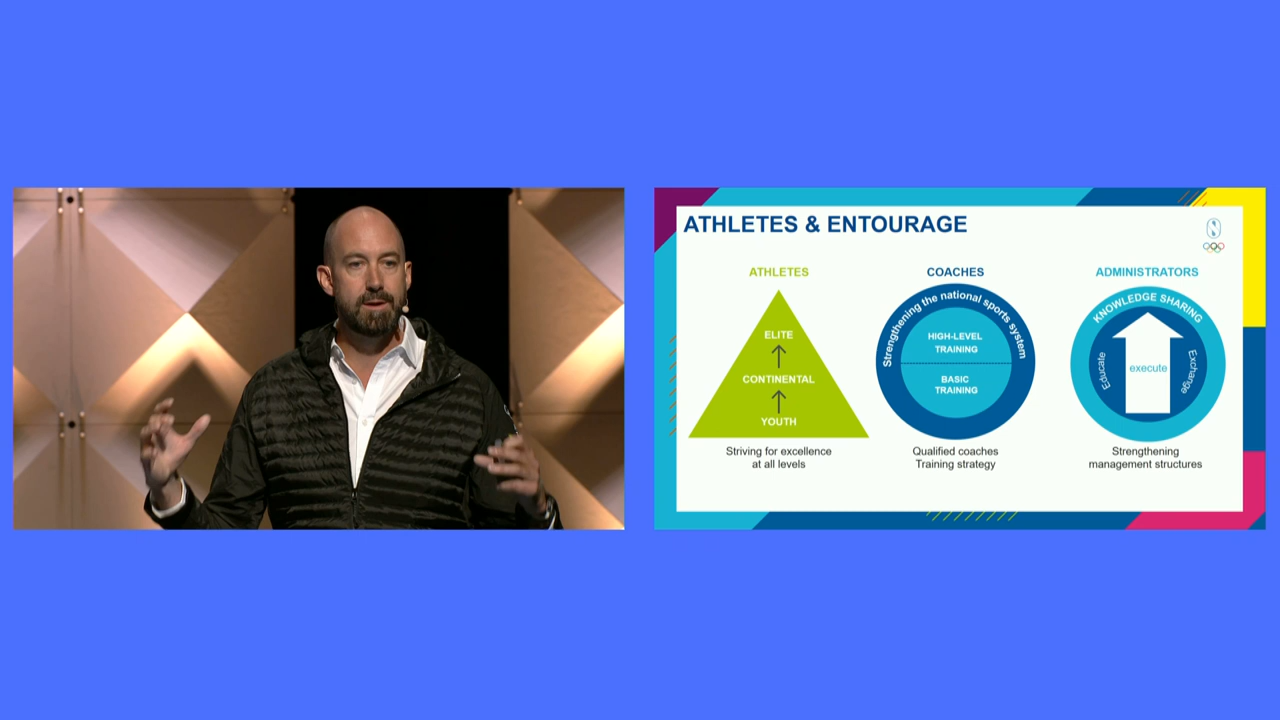 ATHLETES & ENTOURAGE
ATHLETES
ELITE
CONTINENTAL
YOUTH
Striving for excellence
at all levels
COACHES
Strengthening the national sports system
HIGH-LEVEL
TRAINING
BASIC
TRAINING
Qualified coaches
Training strategy
ADMINISTRATORS
KNOWLEDGE SHARING
Educate
execute
Exchange
Strengthening
management structures